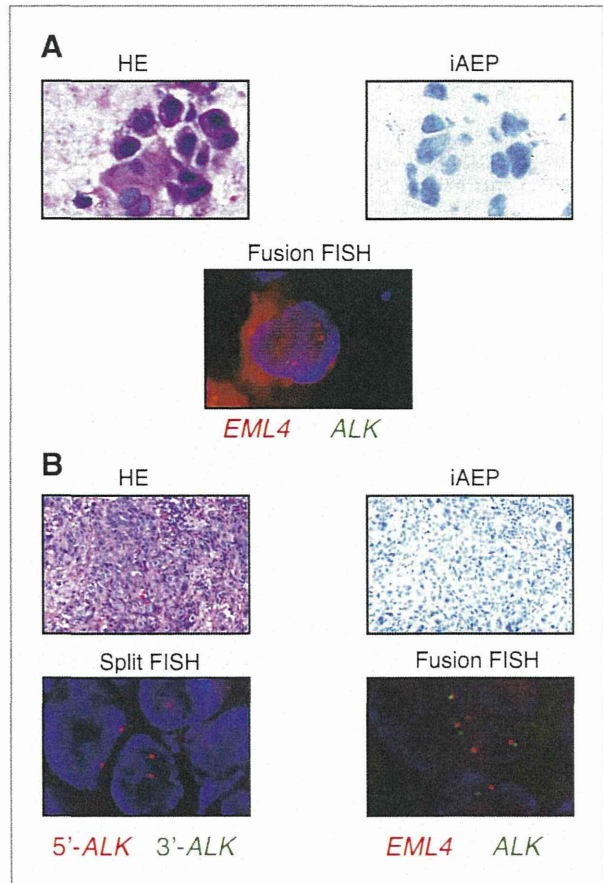 A
HE iAEP
Fusion FISH
EML4 ALK
B
HE iAEP
Split FISH Fusion FISH
5'-ALK 3'-ALK EML4 ALK